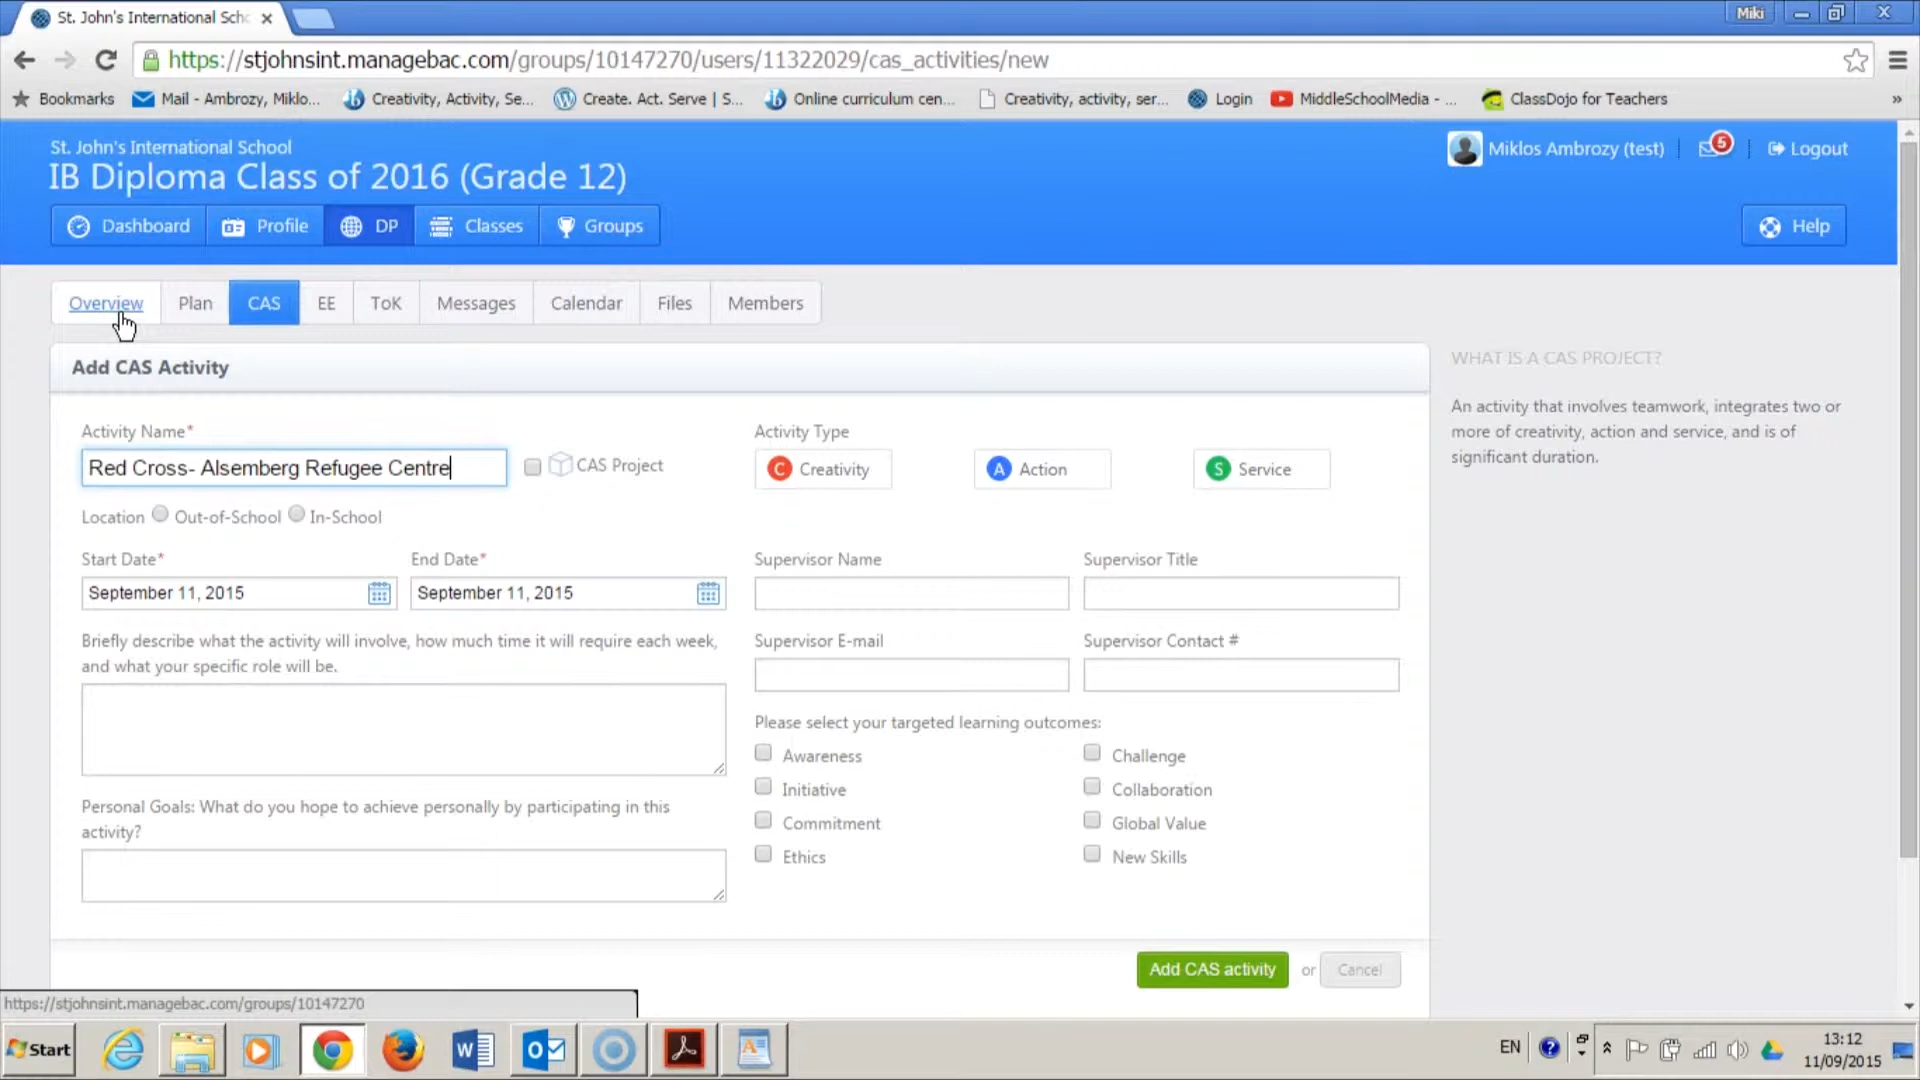 St. John's International Scho
Miki
https://stjohnsint.managebac.com/groups/10147270/users/11322029/cas_activities/new
Bookmarks
Mail - Ambrozy, Miklo...
Creativity, Activity, Se...
Create. Act. Serve | S...
Online curriculum cen...
Creativity, activity, ser...
Login
MiddleSchoolMedia - ...
ClassDojo for Teachers
»
St. John's International School
IB Diploma Class of 2016 (Grade 12)
Miklos Ambrozy (test)
5
Logout
Dashboard
Profile
DP
Classes
Groups
Help
Overview
Plan
CAS
EE
ToK
Messages
Calendar
Files
Members
Add CAS Activity
WHAT IS A CAS PROJECT?
An activity that involves teamwork, integrates two or
more of creativity, action and service, and is of
significant duration.
Activity Name*
Red Cross- Alsemberg Refugee Centre
CAS Project
Activity Type
C Creativity
A Action
S Service
Location Out-of-School In-School
Start Date*
End Date*
September 11, 2015
September 11, 2015
Supervisor Name
Supervisor Title
Briefly describe what the activity will involve, how much time it will require each week,
and what your specific role will be.
Supervisor E-mail
Supervisor Contact #
Please select your targeted learning outcomes:
Awareness
Challenge
Initiative
Collaboration
Commitment
Global Value
Ethics
New Skills
Personal Goals: What do you hope to achieve personally by participating in this
activity?
Add CAS activity
or
Cancel
https://stjohnsint.managebac.com/groups/10147270
Start
EN
13:12
11/09/2015